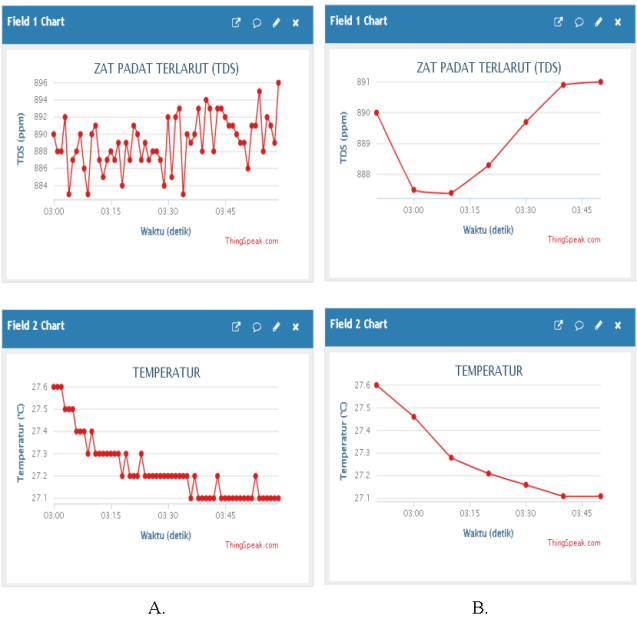 Field 1 Chart
ZAT PADAT TERLARUT (TDS)
TDS (ppm)
896
894
892
890
888
886
884
03:00 03:15 03:30 03:45
Waktu (detik)
ThingSpeak.com
Field 1 Chart
ZAT PADAT TERLARUT (TDS)
TDS (ppm)
891
890
889
888
03:00 03:15 03:30 03:45
Waktu (detik)
ThingSpeak.com
Field 2 Chart
TEMPERATUR
Temperatur (°C)
27.6
27.5
27.4
27.3
27.2
27.1
03:00 03:15 03:30 03:45
Waktu (detik)
ThingSpeak.com
Field 2 Chart
TEMPERATUR
Temperatur (°C)
27.6
27.5
27.4
27.3
27.2
27.1
03:00 03:15 03:30 03:45
Waktu (detik)
ThingSpeak.com
A. B.